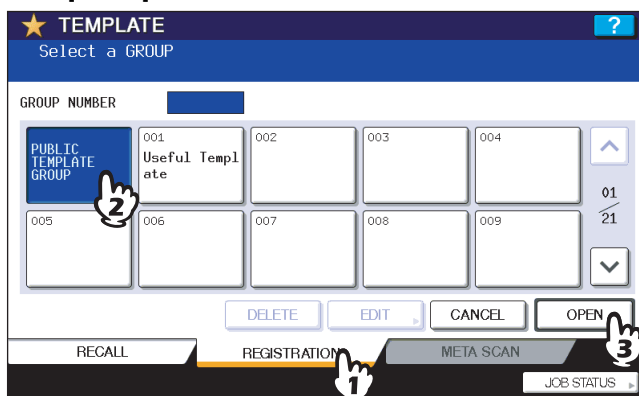 TEMPLATE
?
Select a GROUP
GROUP NUMBER
PUBLIC
TEMPLATE
GROUP
2
001
Useful Templ
ate
002
003
004
01
21
005
006
007
008
009
DELETE
EDIT
CANCEL
OPEN
3
RECALL
REGISTRATION
1
META SCAN
JOB STATUS